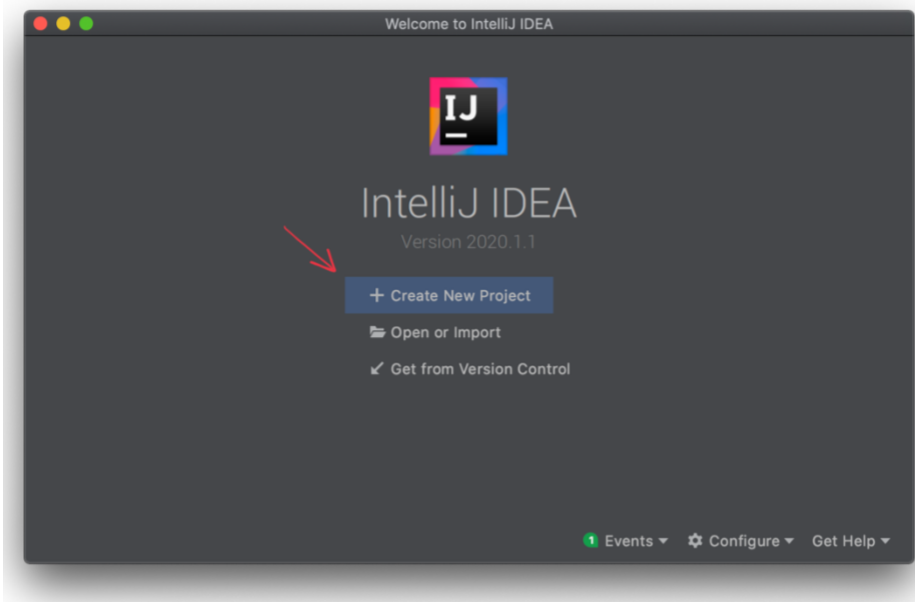 Welcome to IntelliJ IDEA
IJ
IntelliJ IDEA
Version 2020.1.1
+ Create New Project
Open or Import
Get from Version Control
1 Events Configure Get Help